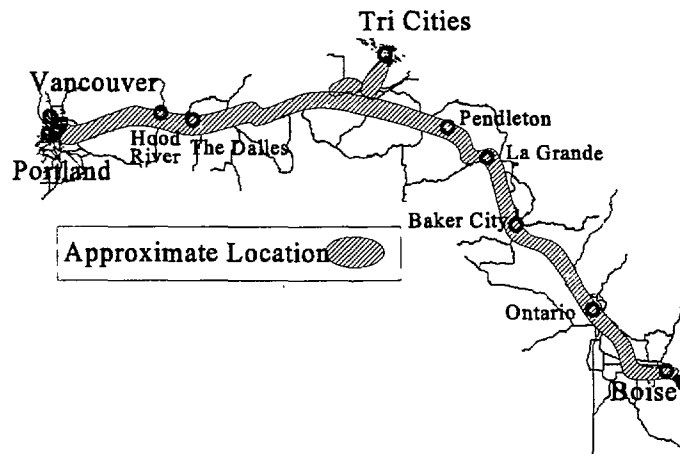 Tri Cities
Vancouver
Pendleton
Hood
River
The Dalles
La Grande
Portland
Baker City
Approximate Location
Ontario
Boise